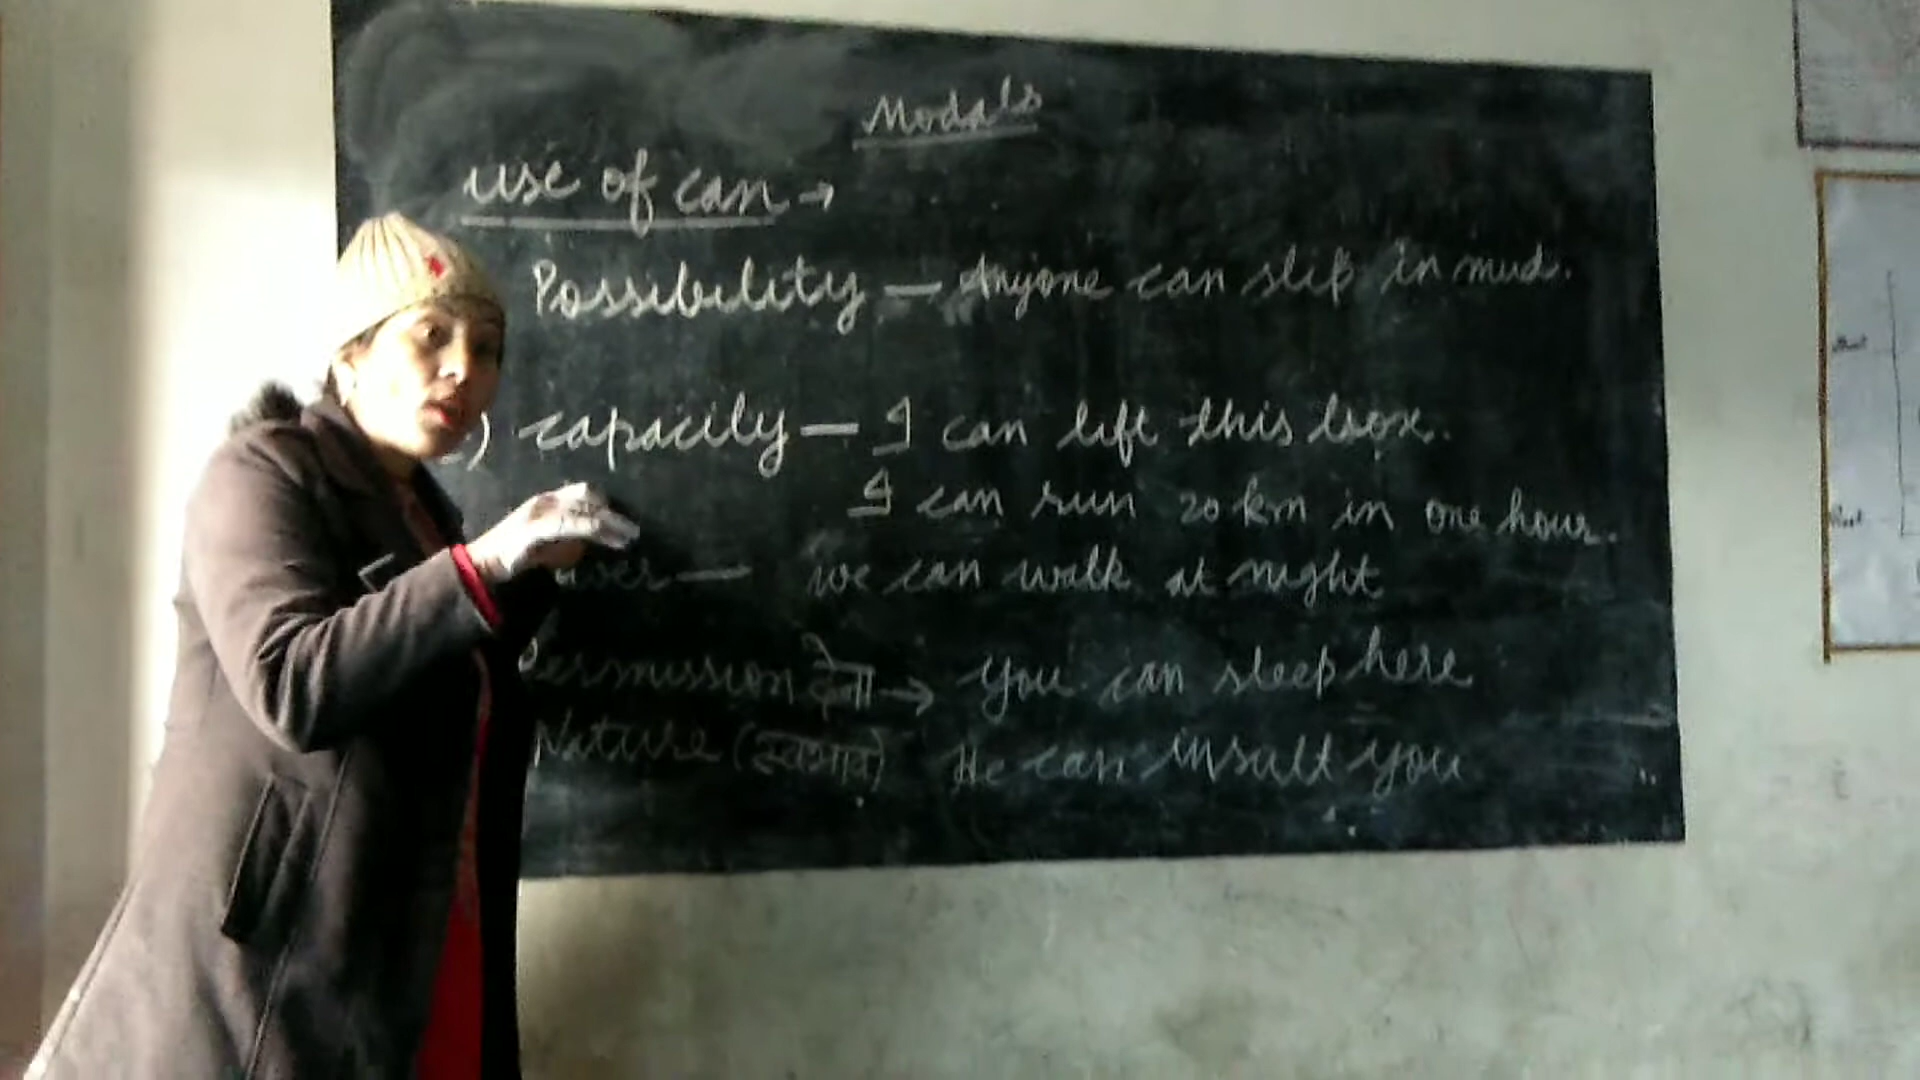 Modals
use of can →
Possibility — Anyone can slip in mud.
) capacity — I can lift this box.
I can run 20 km in one hour.
— we can walk at night
Permission देना → You can sleep here
Nature (स्वभाव) He can insult you